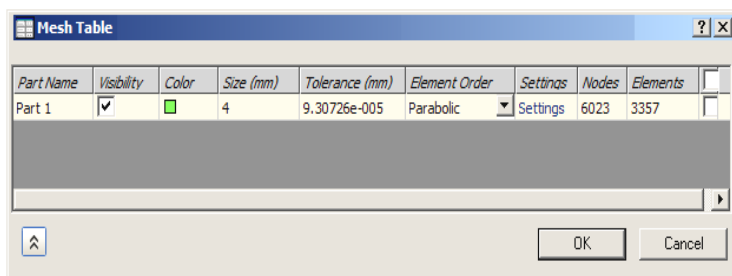 Mesh Table
Part Name Visibility Color Size (mm) Tolerance (mm) Element Order Settings Nodes Elements
Part 1 4 9.30726e-005 Parabolic Settings 6023 3357
OK Cancel